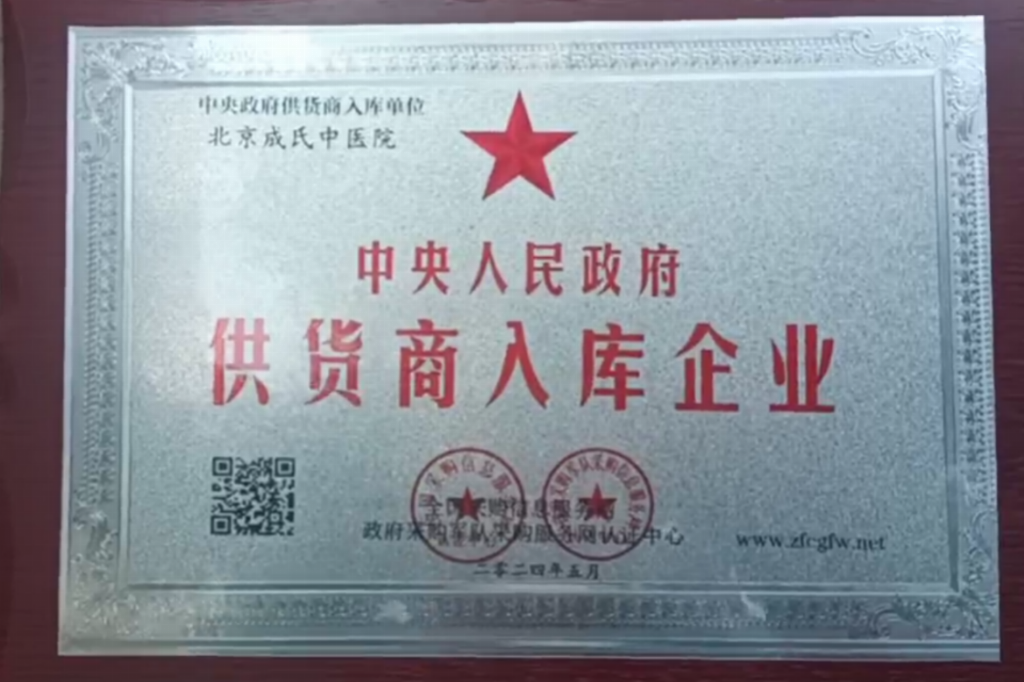 中央政府供货商入库单位
北京成氏中医院
中央人民政府
供货商入库企业
全国采购信息服务网
政府采购军队采购服务网认证中心
www.zfcgfw.net
二零二四年五月